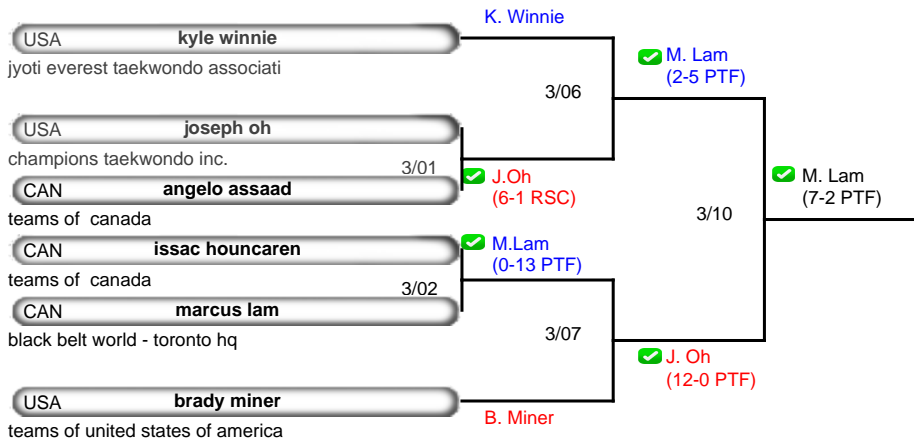 K. Winnie
USA kyle winnie
jyoti everest taekwondo associati
M. Lam
(2-5 PTF)
3/06
USA joseph oh
champions taekwondo inc.
3/01
CAN angelo assaad
J.Oh
(6-1 RSC)
teams of canada
M. Lam
(7-2 PTF)
3/10
CAN issac houncaren
M.Lam
(0-13 PTF)
teams of canada
3/02
CAN marcus lam
black belt world - toronto hq
3/07
J. Oh
(12-0 PTF)
USA brady miner
B. Miner
teams of united states of america